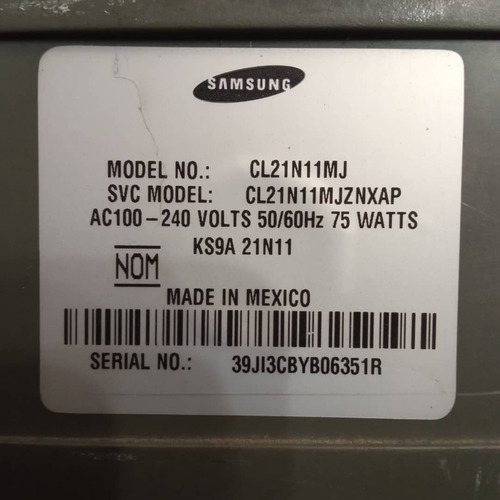 SAMSUNG
MODEL NO.: CL21N11MJ
SVC MODEL: CL21N11MJZNXAP
AC100-240 VOLTS 50/60Hz 75 WATTS
KS9A 21N11
NOM
MADE IN MEXICO
SERIAL NO.: 39JI3CBYB06351R